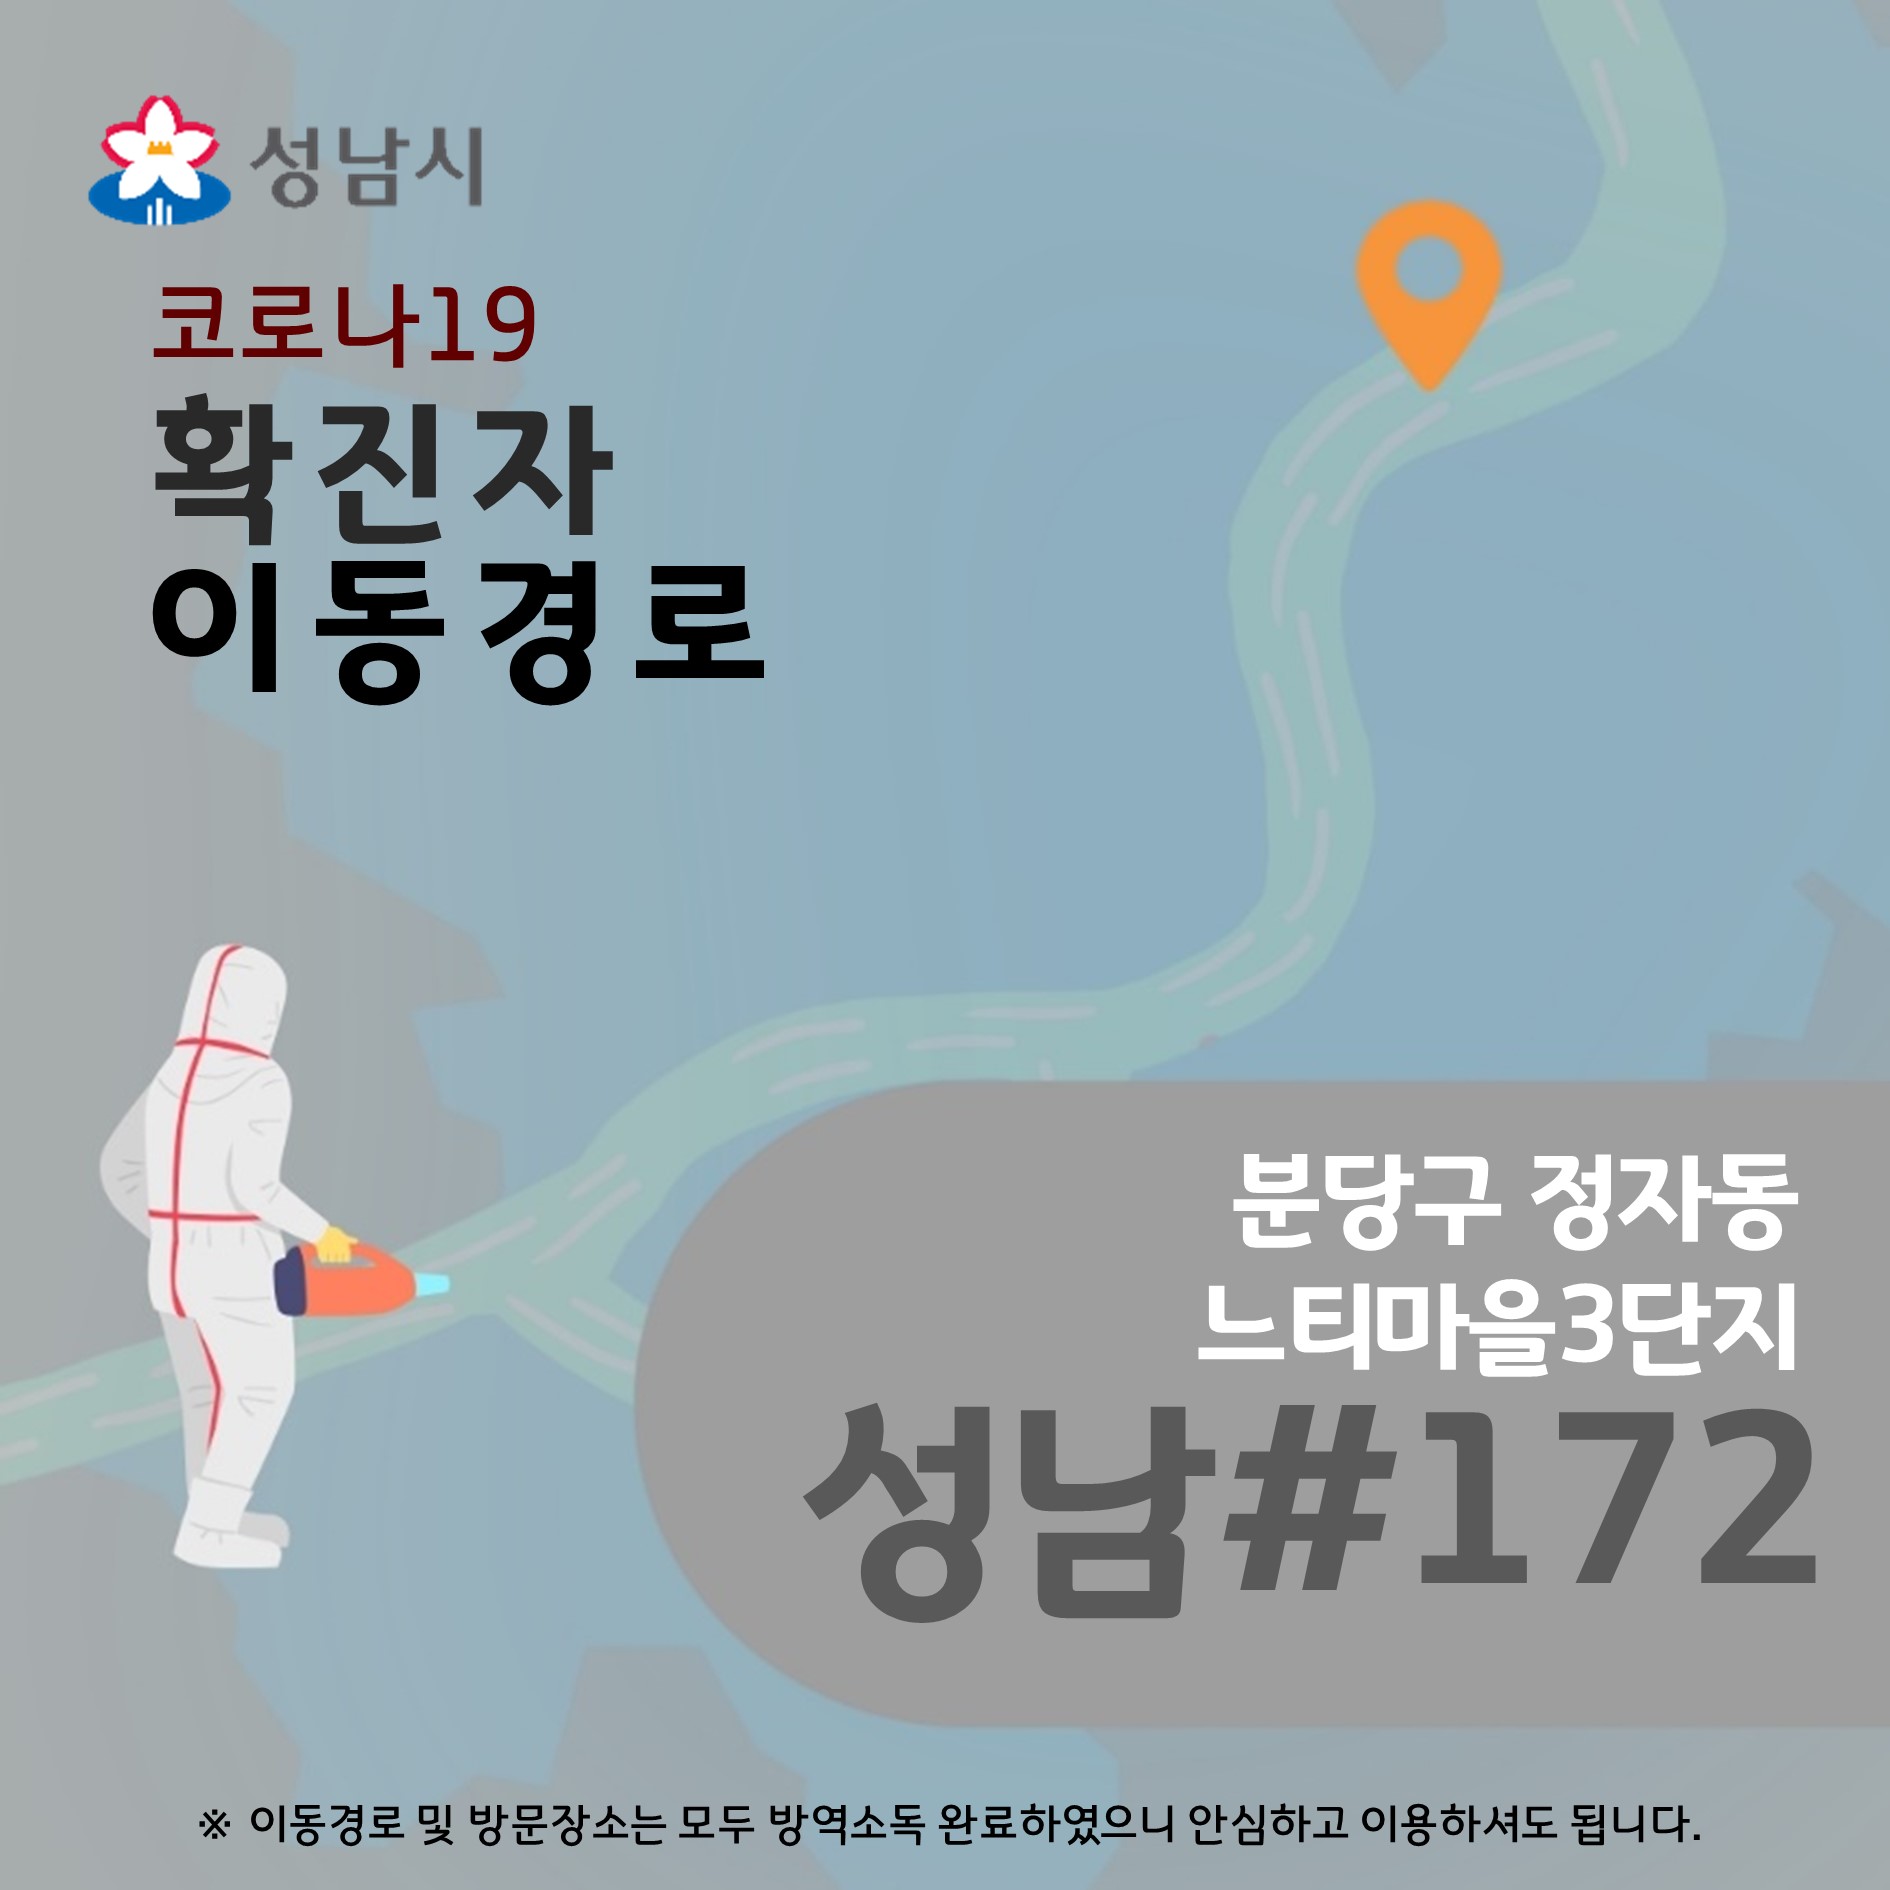 성남시
코로나19
확진자
이동경로
분당구 정자동
느티마을3단지
성남#172
※ 이동경로 및 방문장소는 모두 방역소독 완료하였으니 안심하고 이용하셔도 됩니다.